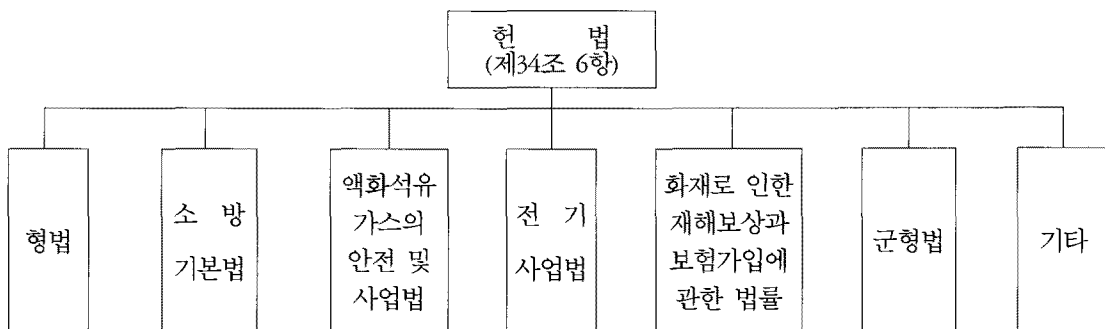 헌 법
(제34조 6항)
형법
소 방
기본법
액화석유
가스의
안전 및
사업법
전 기
사업법
화재로 인한
재해보상과
보험가입에
관한 법률
군형법
기타